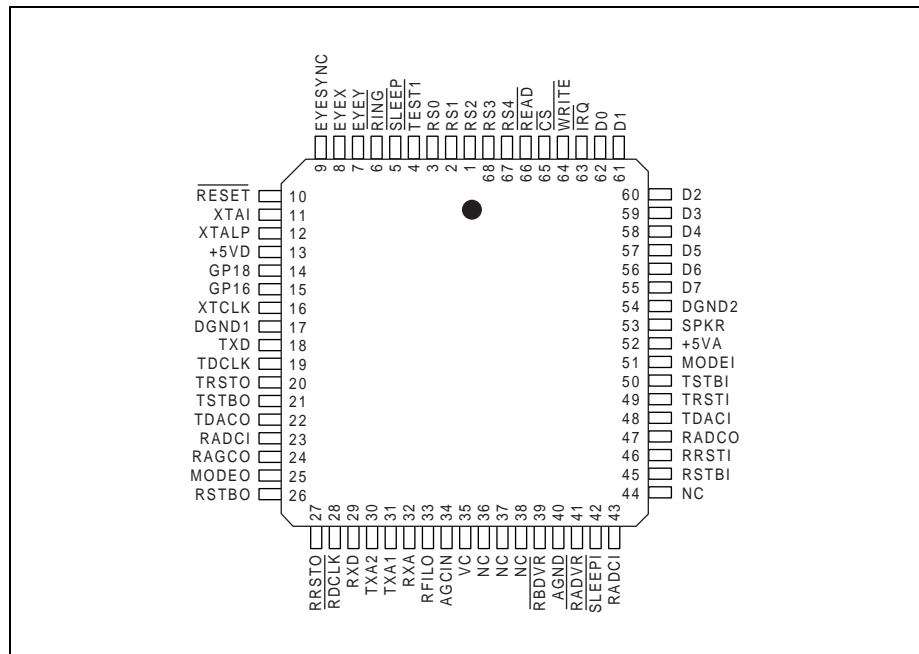 EYESYNC
EYEX
EYEY
RING
SLEEP
TEST1
RS0
RS1
RS2
RS3
RS4
READ
CS
WRITE
IRQ
D0
D1
9 8 7 6 5 4 3 2 1 68 67 66 65 64 63 62 61
RESET 10
XTAI 11
XTALP 12
+5VD 13
GP18 14
GP16 15
XTCLK 16
DGND1 17
TXD 18
TDCLK 19
TRSTO 20
TSTBO 21
TDACO 22
RADCI 23
RAGCO 24
MODEO 25
RSTBO 26
60 D2
59 D3
58 D4
57 D5
56 D6
55 D7
54 DGND2
53 SPKR
52 +5VA
51 MODEI
50 TSTBI
49 TRSTI
48 TDACI
47 RADCO
46 RRSTI
45 RSTBI
44 NC
27 28 29 30 31 32 33 34 35 36 37 38 39 40 41 42 43
RRSTO
RDCLK
RXD
TXA2
TXA1
RXA
RFILO
AGCIN
VC
NC
NC
NC
RBDVR
AGND
RADVR
SLEEPI
RADCI